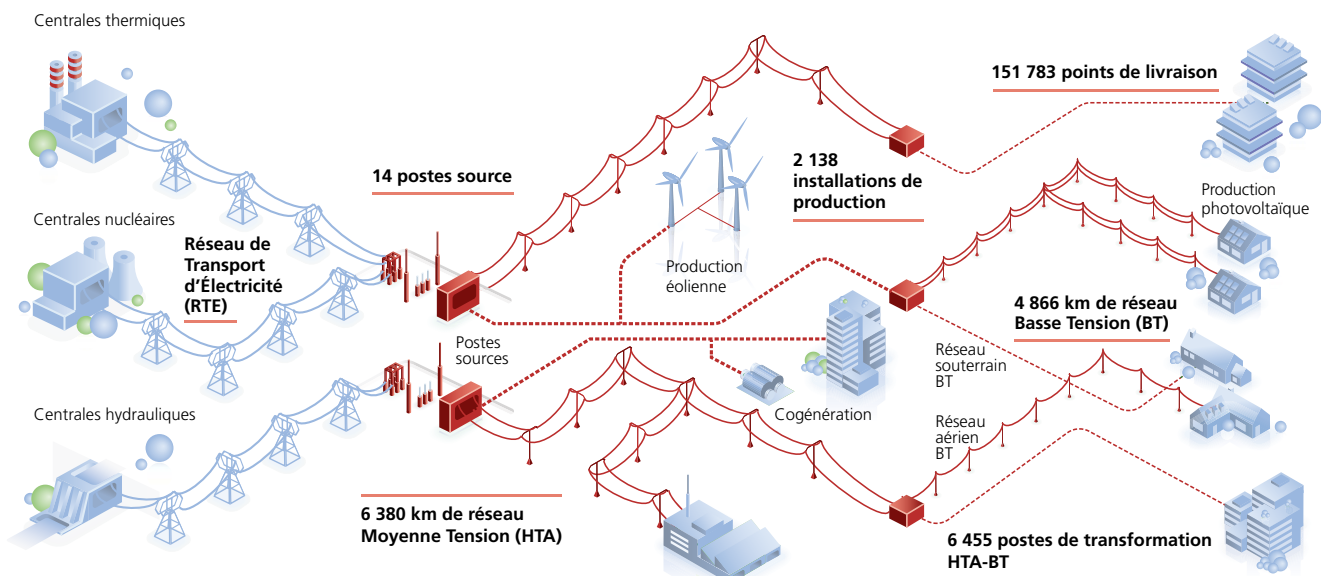 Centrales thermiques
151 783 points de livraison
14 postes source
2 138
installations de
production
Production
photovoltaïque
Centrales nucléaires
Réseau de
Transport
d’Électricité
(RTE)
Production
éolienne
4 866 km de réseau
Basse Tension (BT)
Postes
sources
Réseau
souterrain
BT
Centrales hydrauliques
Cogénération
Réseau
aérien
BT
6 380 km de réseau
Moyenne Tension (HTA)
6 455 postes de transformation
HTA-BT